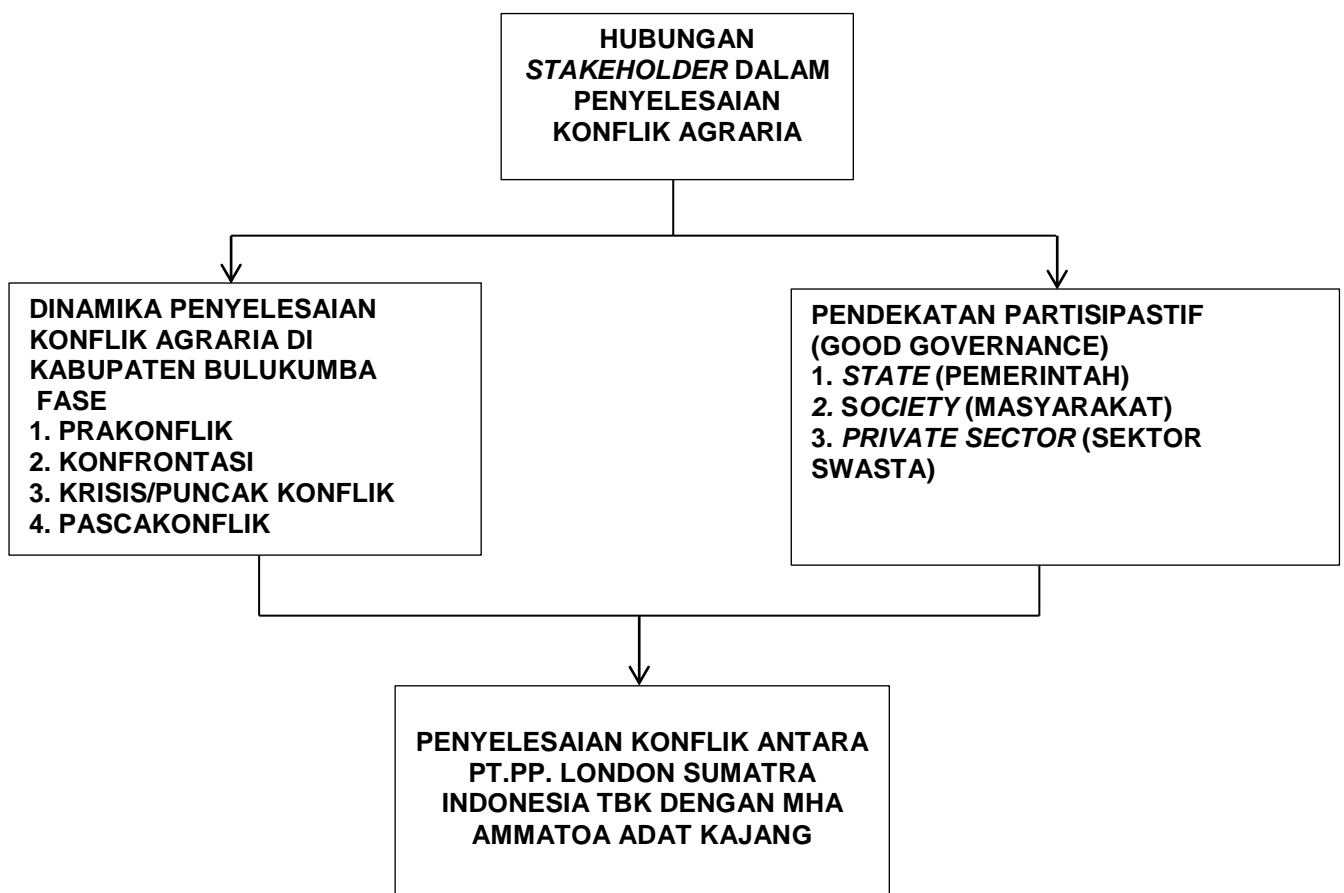 HUBUNGAN
STAKEHOLDER DALAM
PENYELESAIAN
KONFLIK AGRARIA
DINAMIKA PENYELESAIAN
KONFLIK AGRARIA DI
KABUPATEN BULUKUMBA
FASE
1. PRAKONFLIK
2. KONFRONTASI
3. KRISIS/PUNCAK KONFLIK
4. PASCAKONFLIK
PENDEKATAN PARTISIPASTIF
(GOOD GOVERNANCE)
1. STATE (PEMERINTAH)
2. SOCIETY (MASYARAKAT)
3. PRIVATE SECTOR (SEKTOR
SWASTA)
PENYELESAIAN KONFLIK ANTARA
PT.PP. LONDON SUMATRA
INDONESIA TBK DENGAN MHA
AMMATOA ADAT KAJANG